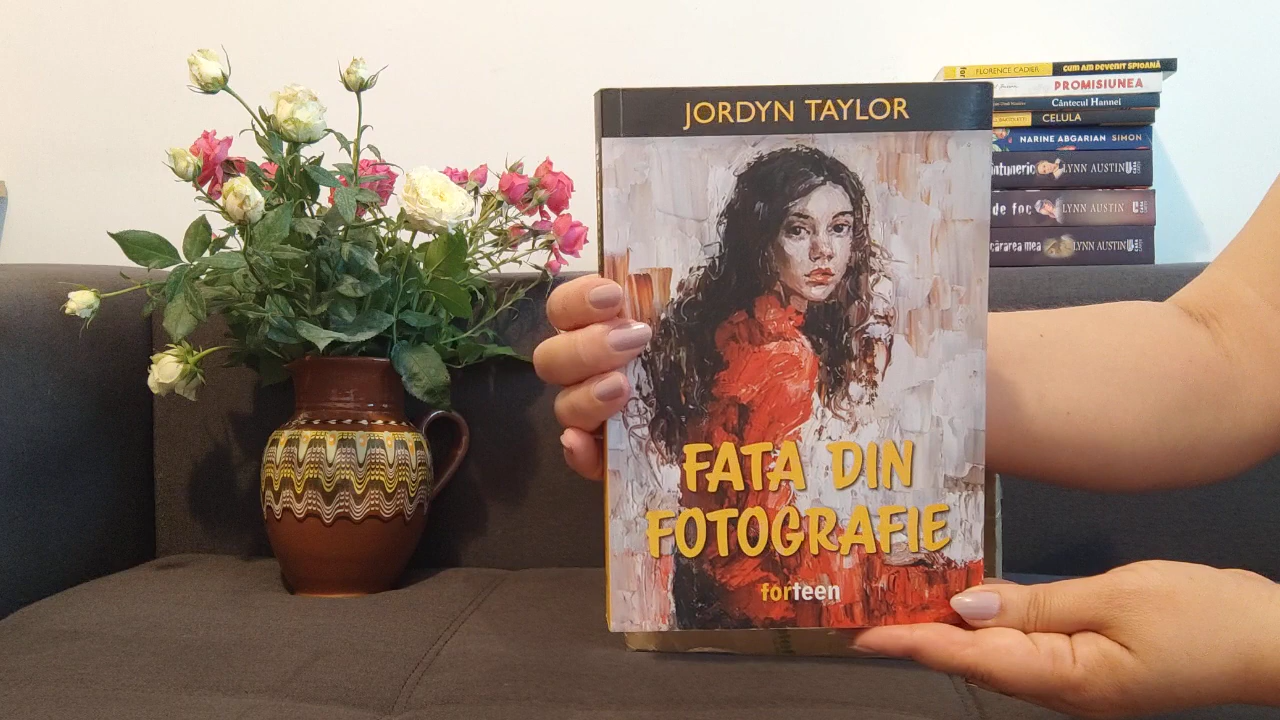 JORDYN TAYLOR
FATA DIN
FOTOGRAFIE
forteen
for FLORENCE CADIER CUM AM DEVENIT SPIOANĂ
PROMISIUNEA
Cântecul Hannei
CELULA
NARINE ABGARIAN SIMON
LYNN AUSTIN
de foc LYNN AUSTIN
cărarea mea LYNN AUSTIN